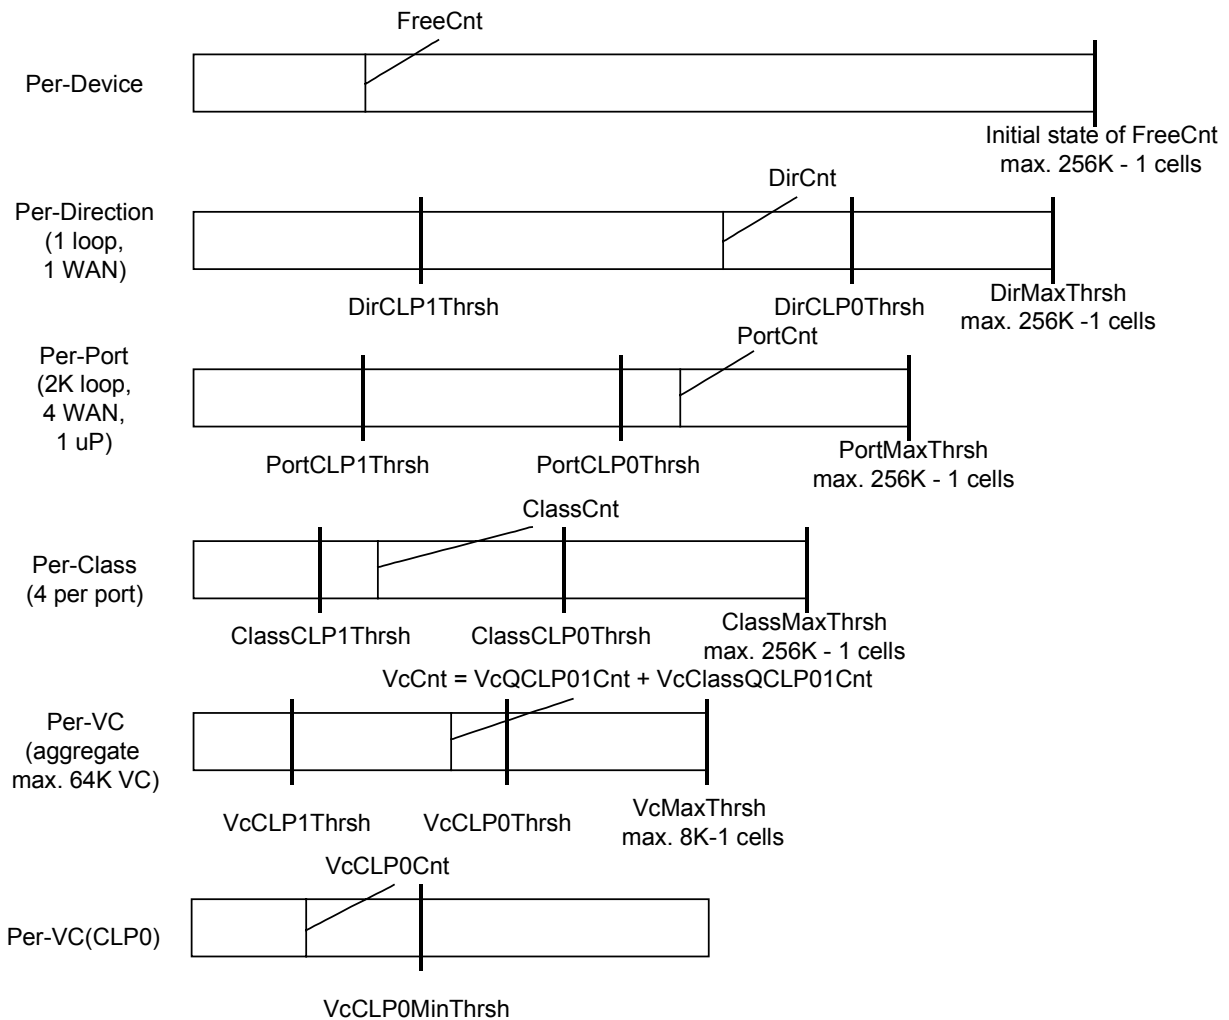 FreeCnt
Per-Device
Initial state of FreeCnt
max. 256K - 1 cells
DirCnt
Per-Direction
(1 loop,
1 WAN)
DirCLP1Thrsh
DirCLP0Thrsh
DirMaxThrsh
max. 256K -1 cells
PortCnt
Per-Port
(2K loop,
4 WAN,
1 uP)
PortCLP1Thrsh
PortCLP0Thrsh
PortMaxThrsh
max. 256K - 1 cells
ClassCnt
Per-Class
(4 per port)
ClassCLP1Thrsh
ClassCLP0Thrsh
ClassMaxThrsh
max. 256K - 1 cells
VcCnt = VcQCLP01Cnt + VcClassQCLP01Cnt
Per-VC
(aggregate
max. 64K VC)
VcCLP1Thrsh
VcCLP0Thrsh
VcMaxThrsh
max. 8K-1 cells
VcCLP0Cnt
Per-VC(CLP0)
VcCLP0MinThrsh